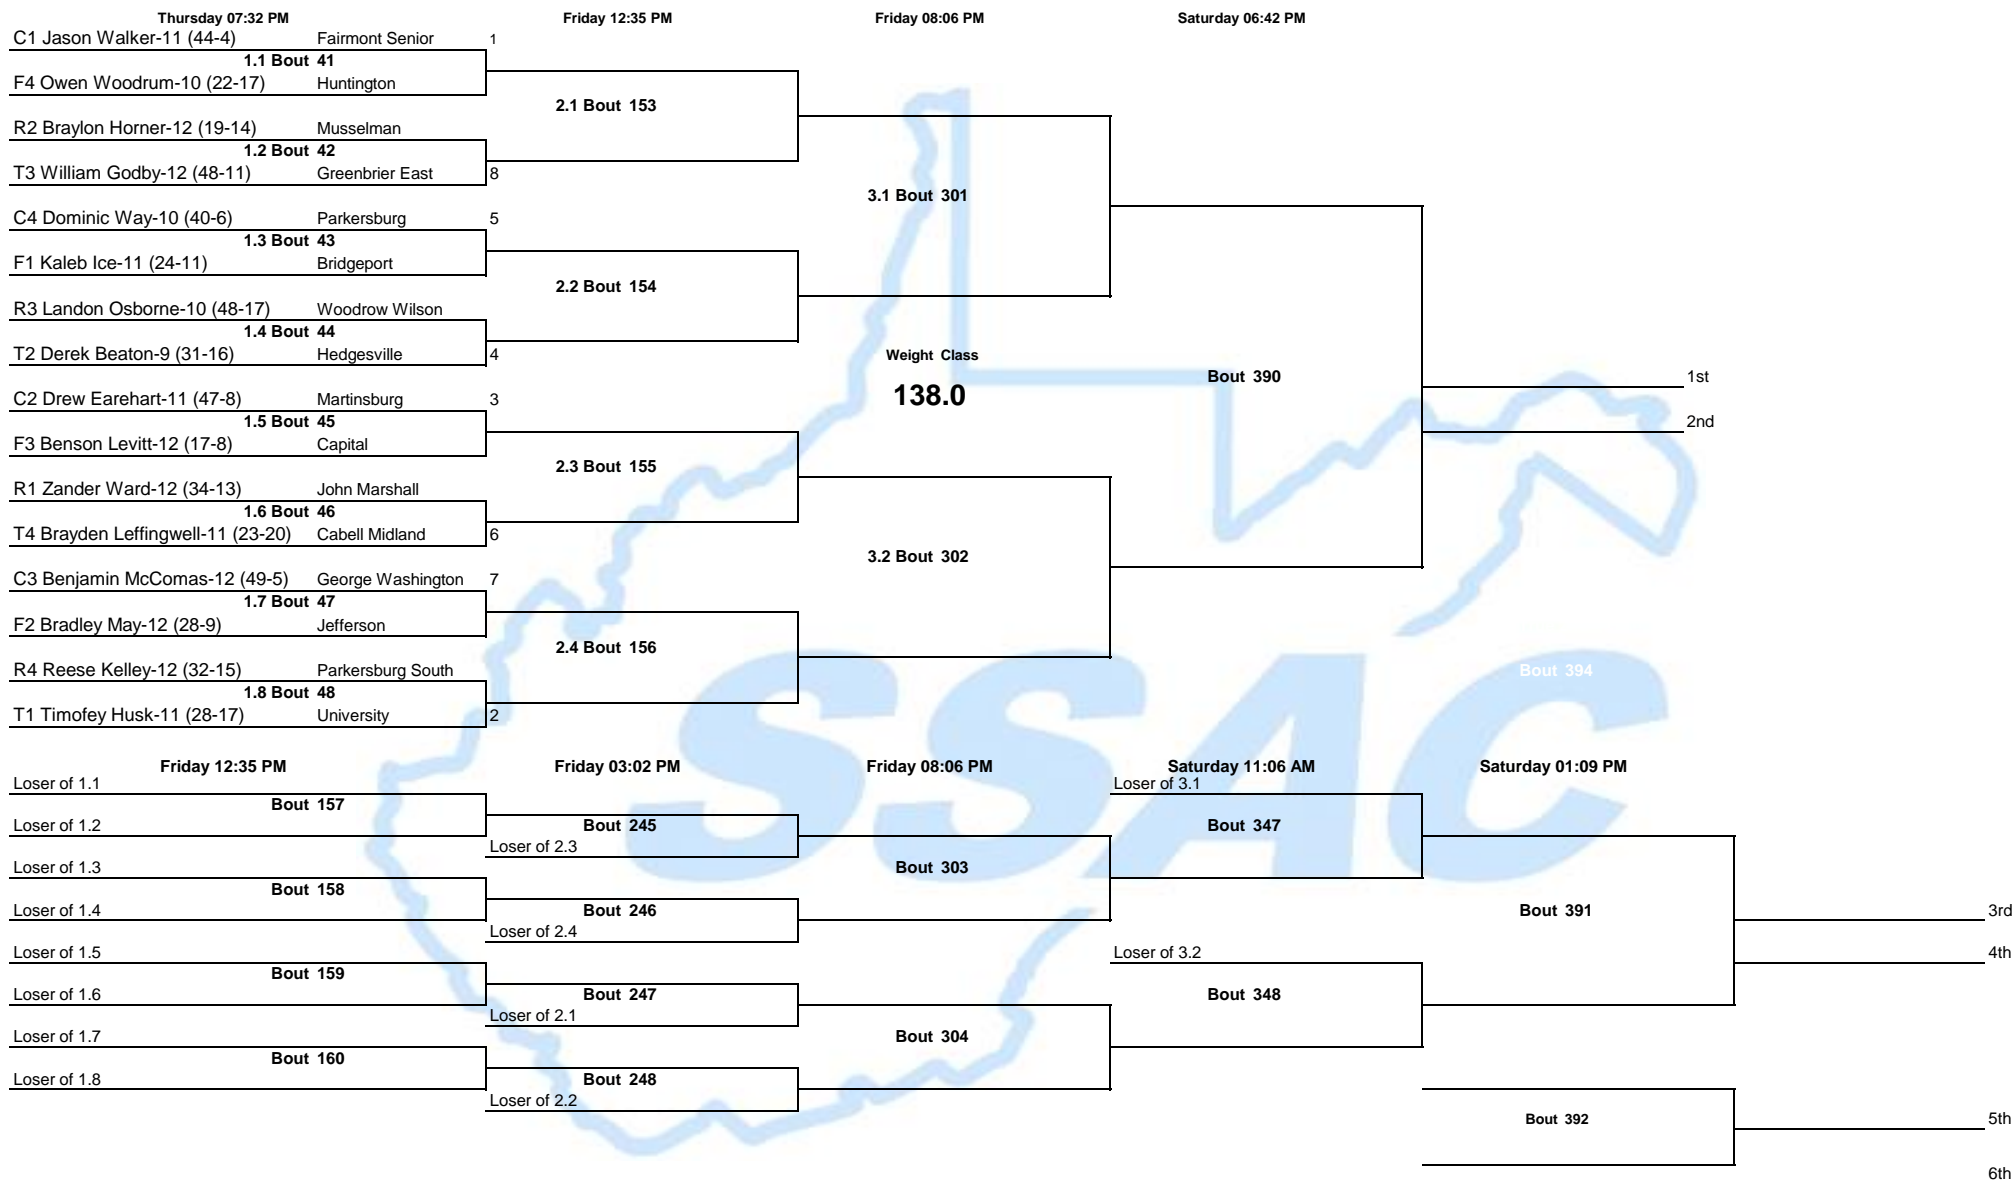 Thursday 07:32 PM Friday 12:35 PM Friday 08:06 PM Saturday 06:42 PM
C1 Jason Walker-11 (44-4) Fairmont Senior 1
1.1 Bout 41
F4 Owen Woodrum-10 (22-17) Huntington
2.1 Bout 153
R2 Braylon Horner-12 (19-14) Musselman
1.2 Bout 42
T3 William Godby-12 (48-11) Greenbrier East 8
3.1 Bout 301
C4 Dominic Way-10 (40-6) Parkersburg 5
1.3 Bout 43
F1 Kaleb Ice-11 (24-11) Bridgeport
2.2 Bout 154
R3 Landon Osborne-10 (48-17) Woodrow Wilson
1.4 Bout 44
T2 Derek Beaton-9 (31-16) Hedgesville 4
Weight Class
138.0
Bout 390
1st
2nd
C2 Drew Earehart-11 (47-8) Martinsburg 3
1.5 Bout 45
F3 Benson Levitt-12 (17-8) Capital
2.3 Bout 155
R1 Zander Ward-12 (34-13) John Marshall
1.6 Bout 46
T4 Brayden Leffingwell-11 (23-20) Cabell Midland 6
3.2 Bout 302
C3 Benjamin McComas-12 (49-5) George Washington 7
1.7 Bout 47
F2 Bradley May-12 (28-9) Jefferson
2.4 Bout 156
R4 Reese Kelley-12 (32-15) Parkersburg South
1.8 Bout 48
T1 Timofey Husk-11 (28-17) University 2
Bout 394
SSAC
Friday 12:35 PM Friday 03:02 PM Friday 08:06 PM Saturday 11:06 AM Saturday 01:09 PM
Loser of 1.1 Loser of 3.1
Bout 157
Loser of 1.2 Bout 245 Bout 347
Loser of 2.3
Loser of 1.3 Bout 303
Bout 158
Loser of 1.4 Bout 246 Bout 391 3rd
Loser of 2.4
Loser of 1.5 Loser of 3.2 4th
Bout 159
Loser of 1.6 Bout 247 Bout 348
Loser of 2.1
Loser of 1.7 Bout 304
Bout 160
Loser of 1.8 Bout 248
Loser of 2.2
Bout 392 5th
6th